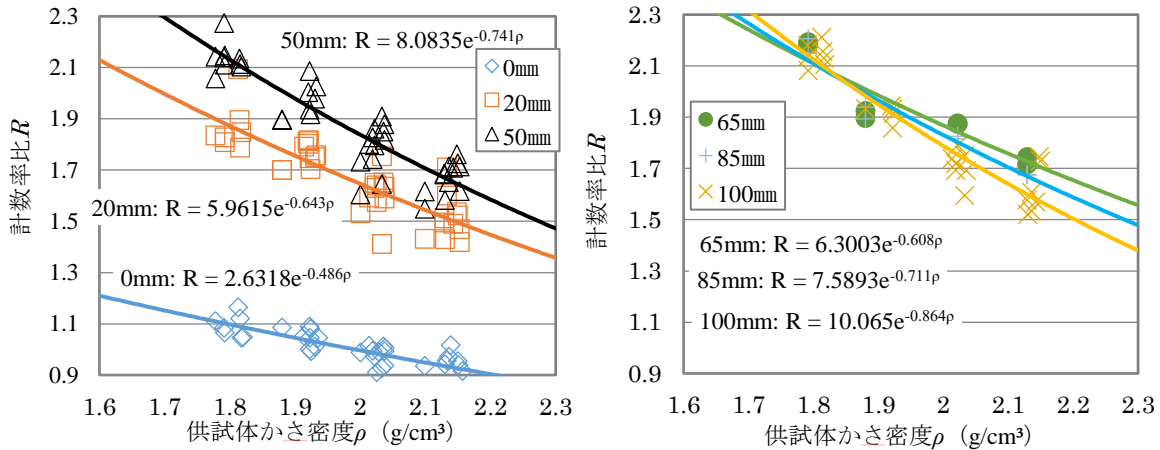 2.3
2.1
1.9
1.7
1.5
1.3
1.1
0.9
計数率比R
50mm: R = 8.0835e^-0.741ρ
0mm
20mm
50mm
20mm: R = 5.9615e^-0.643ρ
0mm: R = 2.6318e^-0.486ρ
1.6 1.7 1.8 1.9 2 2.1 2.2 2.3
供試体かさ密度ρ（g/cm³）
2.3
2.1
1.9
1.7
1.5
1.3
1.1
0.9
計数率比R
65mm
85mm
100mm
65mm: R = 6.3003e^-0.608ρ
85mm: R = 7.5893e^-0.711ρ
100mm: R = 10.065e^-0.864ρ
1.6 1.7 1.8 1.9 2 2.1 2.2 2.3
供試体かさ密度ρ（g/cm³）